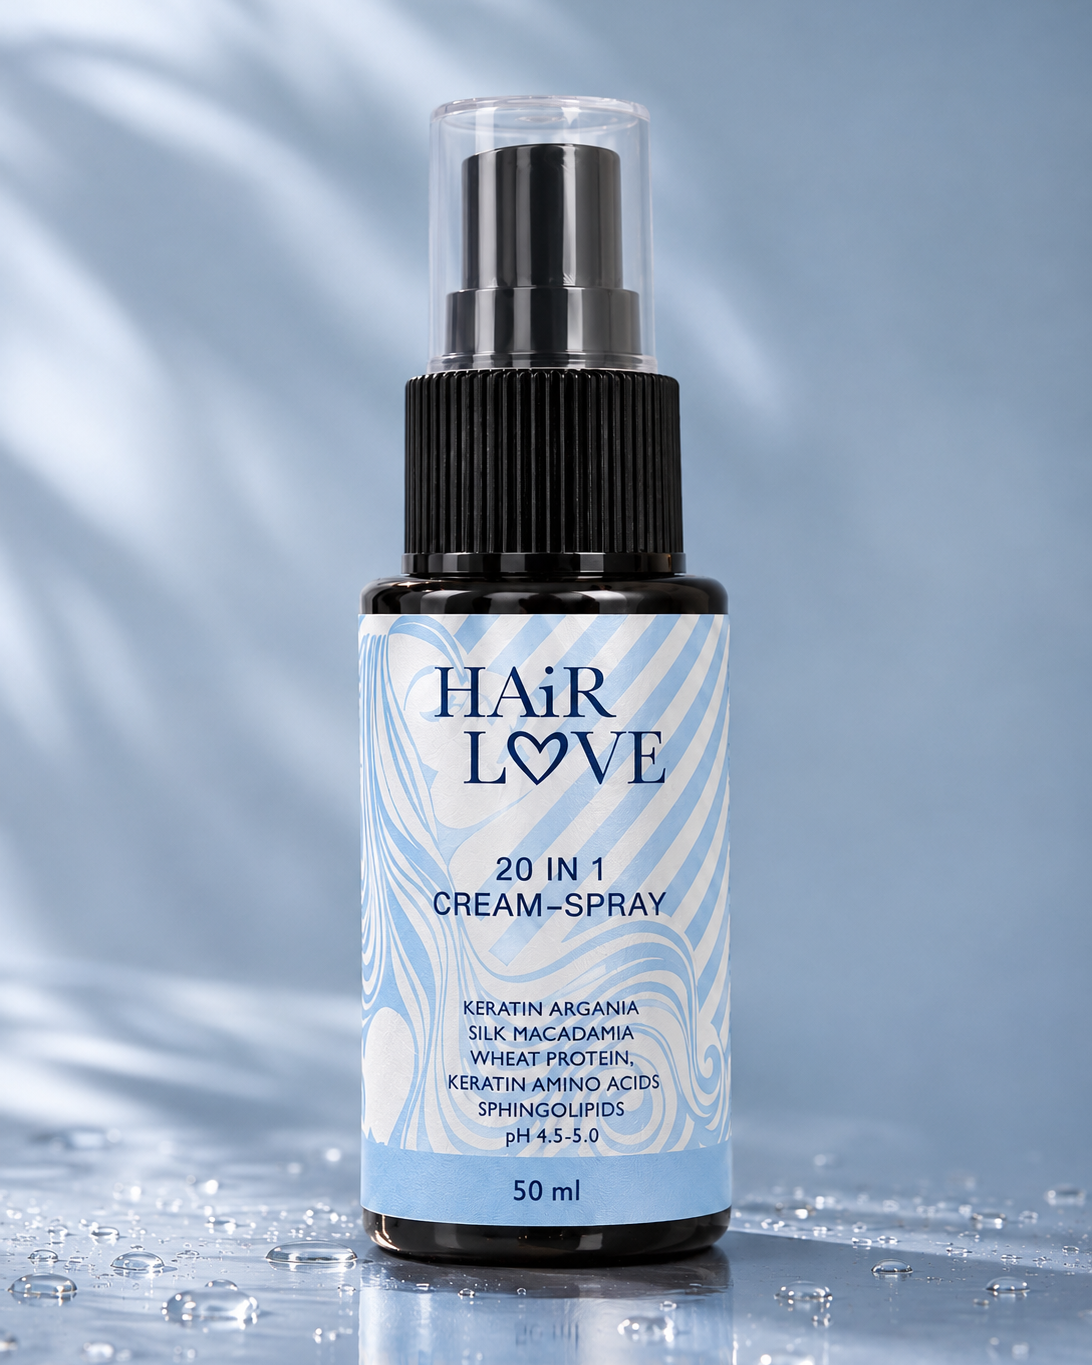 HAiR
L♡VE
20 IN 1
CREAM-SPRAY
KERATIN ARGANIA
SILK MACADAMIA
WHEAT PROTEIN,
KERATIN AMINO ACIDS
SPHINGOLIPIDS
pH 4.5-5.0
50 ml